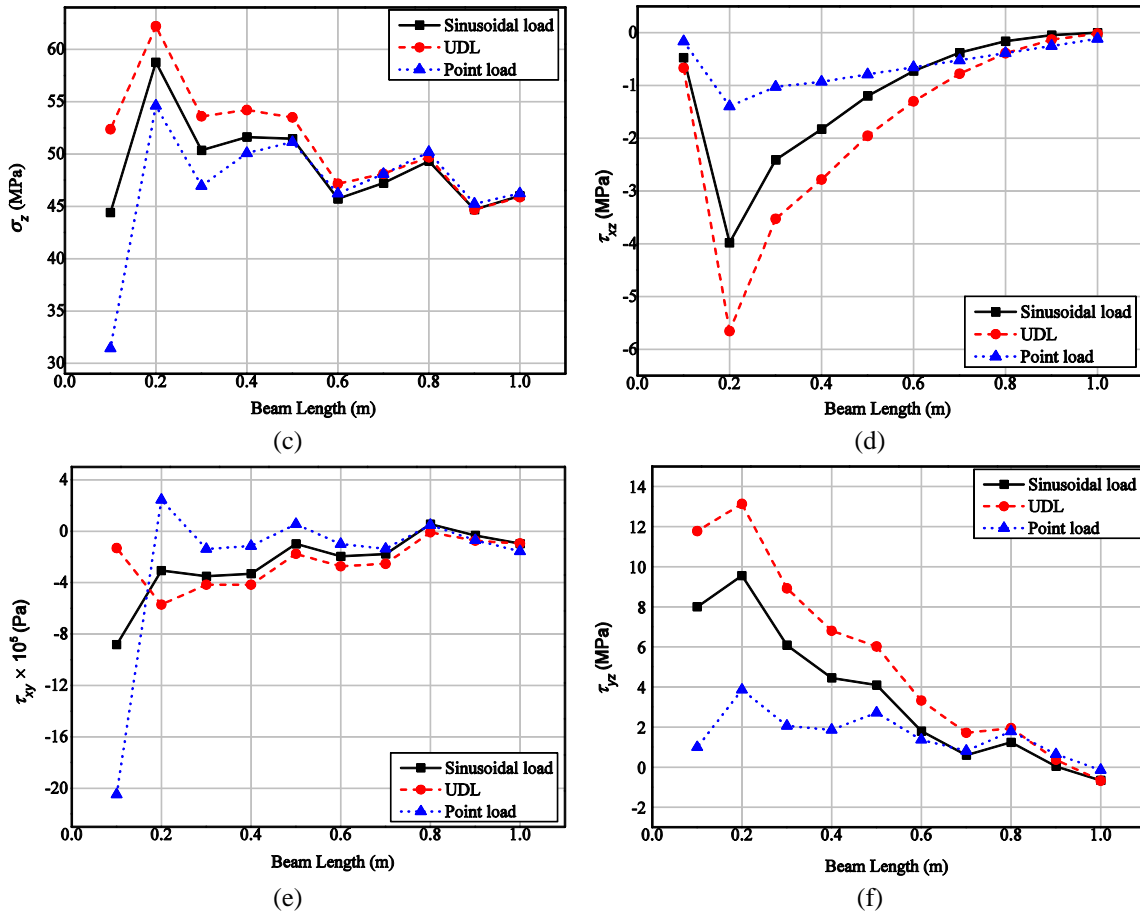 Sinusoidal load
UDL
Point load
60
55
50
45
40
35
30
σz (MPa)
0.0 0.2 0.4 0.6 0.8 1.0
Beam Length (m)
(c)
0
-1
-2
-3
-4
-5
-6
τxz (MPa)
Sinusoidal load
UDL
Point load
0.0 0.2 0.4 0.6 0.8 1.0
Beam Length (m)
(d)
4
0
-4
-8
-12
-16
-20
τxy × 10⁵ (Pa)
Sinusoidal load
UDL
Point load
0.0 0.2 0.4 0.6 0.8 1.0
Beam Length (m)
(e)
Sinusoidal load
UDL
Point load
14
12
10
8
6
4
2
0
-2
τyz (MPa)
0.0 0.2 0.4 0.6 0.8 1.0
Beam Length (m)
(f)